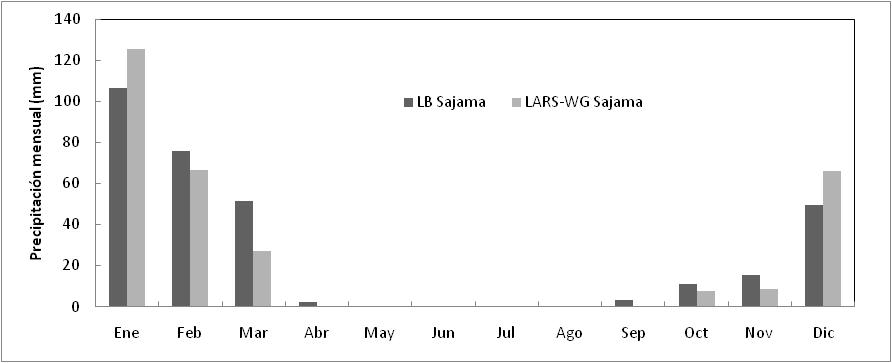 140
120
100
80
60
40
20
0
Precipitación mensual (mm)
LB Sajama LARS-WG Sajama
Ene Feb Mar Abr May Jun Jul Ago Sep Oct Nov Dic